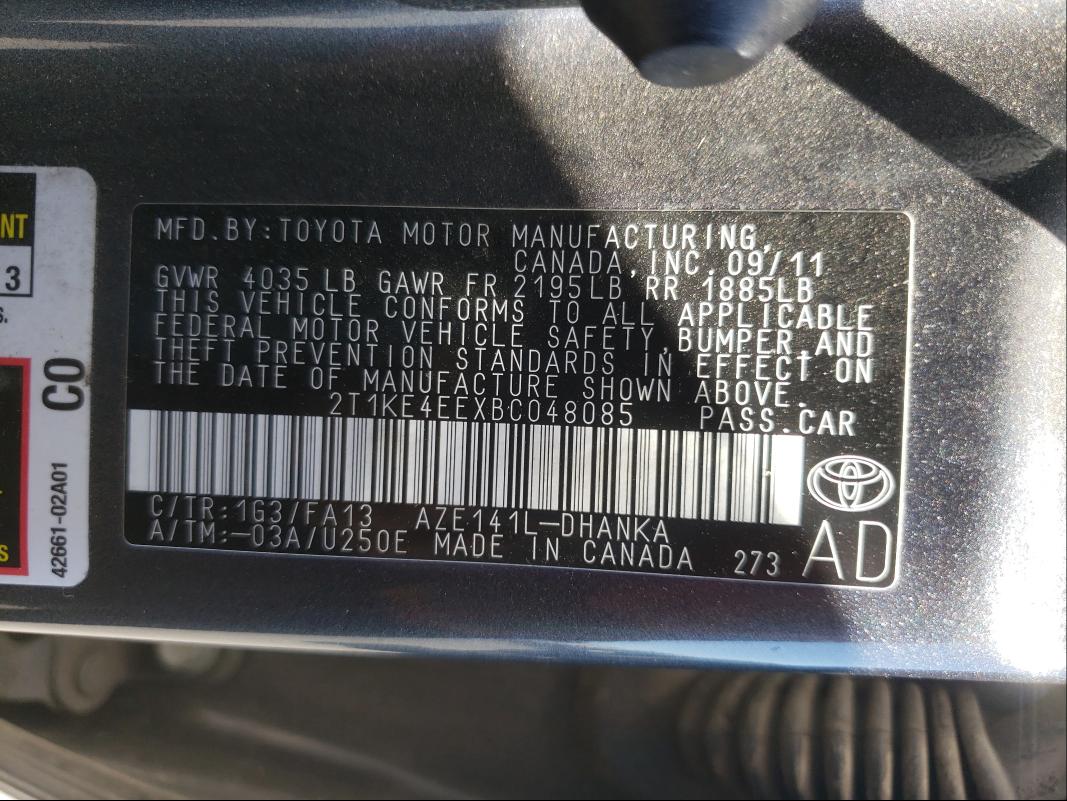 MFD.BY:TOYOTA MOTOR MANUFACTURING,
CANADA,INC. 09/11
GVWR 4035 LB GAWR FR 2195LB RR 1885LB
THIS VEHICLE CONFORMS TO ALL APPLICABLE
FEDERAL MOTOR VEHICLE SAFETY,BUMPER AND
THEFT PREVENTION STANDARDS IN EFFECT ON
THE DATE OF MANUFACTURE SHOWN ABOVE.
2T1KE4EEXBC048085 PASS.CAR
1
C/TR:1G3/FA13 AZE141L-DHANKA
A/TM:-03A/U250E MADE IN CANADA 273
AD
NT
3
S.
CO
42661-02A01
S